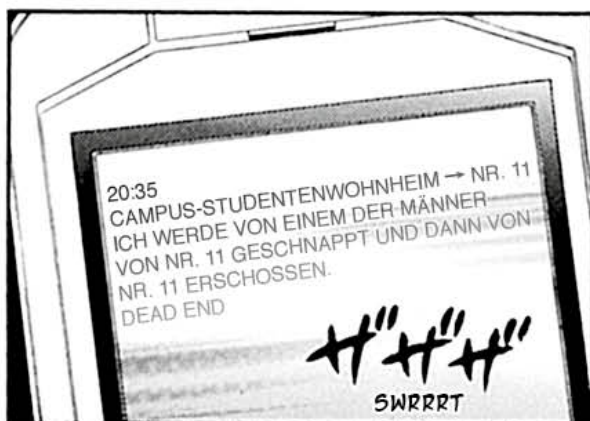 20:35
CAMPUS-STUDENTENWOHNHEIM → NR. 11
ICH WERDE VON EINEM DER MÄNNER
VON NR. 11 GESCHNAPPT UND DANN VON
NR. 11 ERSCHOSSEN.
DEAD END
ザザザ
SWRRRT